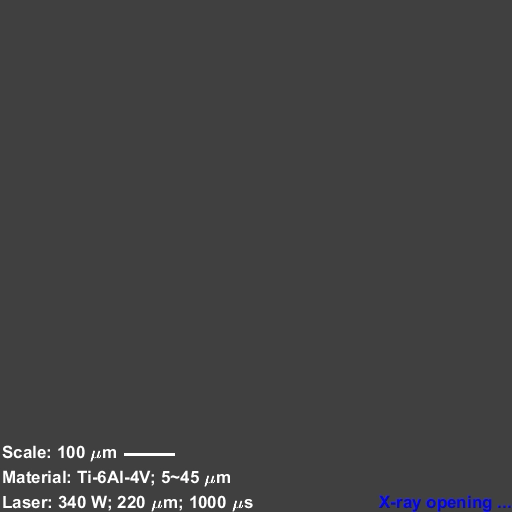 Scale: 100 μm
Material: Ti-6Al-4V; 5~45 μm
Laser: 340 W; 220 μm; 1000 μs
X-ray opening ...